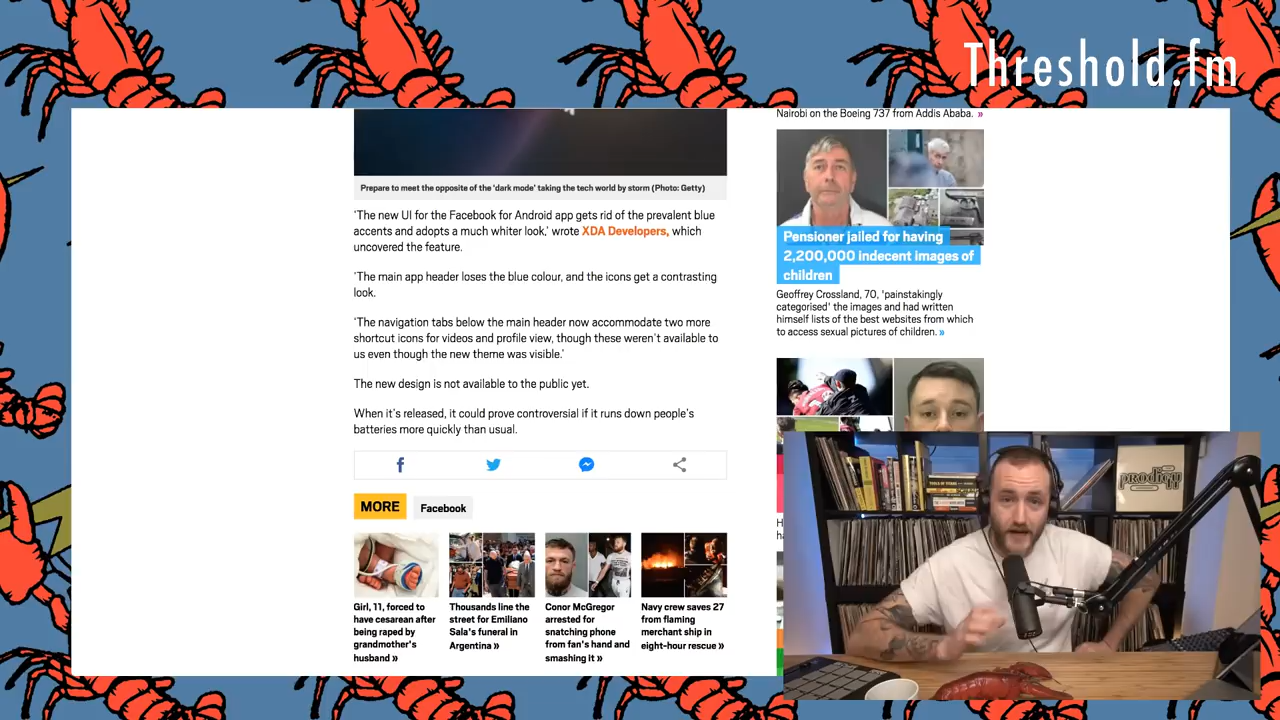 Threshold.fm
Nairobi on the Boeing 737 from Addis Ababa. »
Prepare to meet the opposite of the 'dark mode' taking the tech world by storm (Photo: Getty)
'The new UI for the Facebook for Android app gets rid of the prevalent blue
accents and adopts a much whiter look,' wrote XDA Developers, which
uncovered the feature.
'The main app header loses the blue colour, and the icons get a contrasting
look.
'The navigation tabs below the main header now accommodate two more
shortcut icons for videos and profile view, though these weren't available to
us even though the new theme was visible.'
The new design is not available to the public yet.
When it's released, it could prove controversial if it runs down people's
batteries more quickly than usual.
MORE
Facebook
Girl, 11, forced to
have cesarean after
being raped by
grandmother's
husband »
Thousands line the
street for Emiliano
Sala's funeral in
Argentina »
Conor McGregor
arrested for
snatching phone
from fan's hand and
smashing it »
Navy crew saves 27
from flaming
merchant ship in
eight-hour rescue »
Pensioner jailed for having
2,200,000 indecent images of
children
Geoffrey Crossland, 70, 'painstakingly
categorised' the images and had written
himself lists of the best websites from which
to access sexual pictures of children. »
prodigy